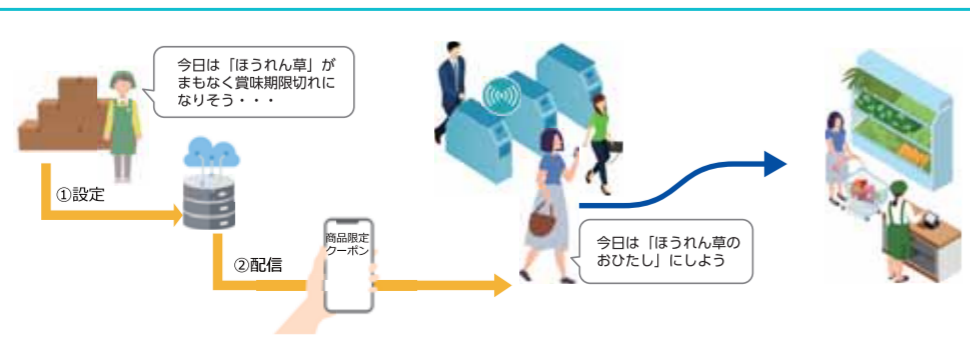 今日は「ほうれん草」が
まもなく賞味期限切れに
なりそう・・・
①設定
②配信
商品限定
クーポン
今日は「ほうれん草の
おひたし」にしよう